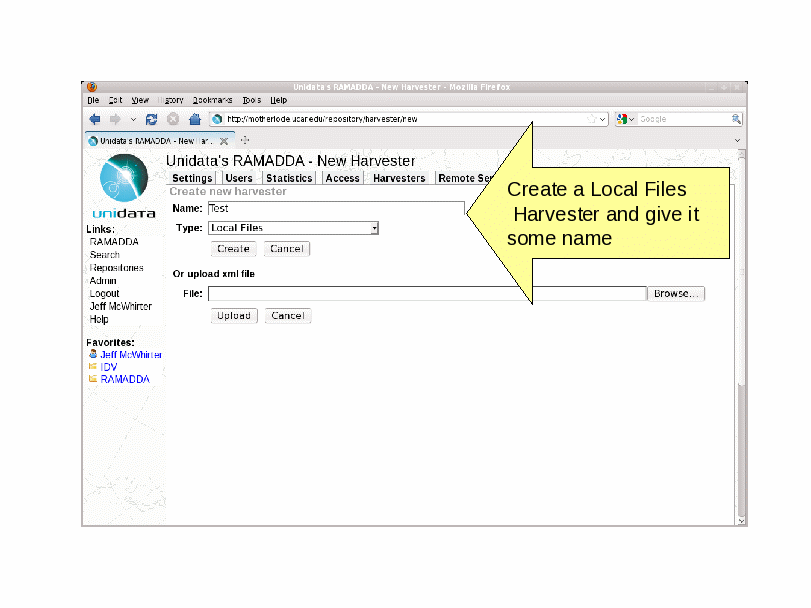 Unidata's RAMADDA - New Harvester - Mozilla Firefox
File Edit View History Bookmarks Tools Help
http://motherlode.ucar.edu/repository/harvester/new
Google
Unidata's RAMADDA - New Har...
Unidata's RAMADDA - New Harvester
Settings Users Statistics Access Harvesters Remote Ser
Create new harvester
Name: Test
Type: Local Files
Create Cancel
Or upload xml file
File: Browse...
Upload Cancel
unidata
Links:
RAMADDA
Search
Repositories
Admin
Logout
Jeff McWhirter
Help
Favorites:
Jeff McWhirter
IDV
RAMADDA
Create a Local Files
Harvester and give it
some name